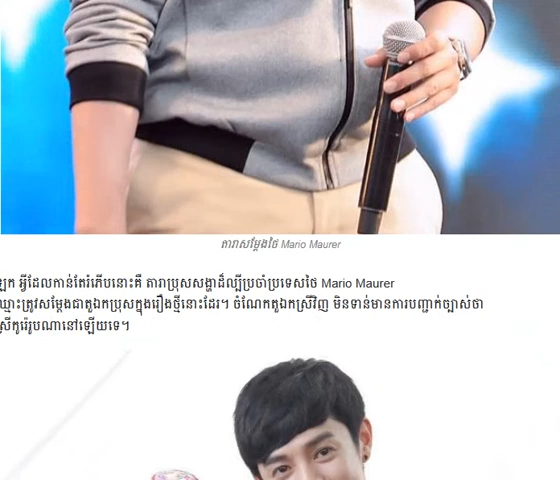 តារាសម្ដែងថៃ Mario Maurer
ឡែក អ្វីដែលកាន់តែរំភើបនោះគឺ តារាប្រុសសង្ហាដ៏ល្បីប្រចាំប្រទេសថៃ Mario Maurer
ឈ្មោះត្រូវសម្ដែងជាតួឯកប្រុសក្នុងរឿងថ្មីនោះដែរ។ ចំណែកតួឯកស្រីវិញ មិនទាន់មានការបញ្ជាក់ច្បាស់ថា
ស្រីកូរ៉េរូបណានៅឡើយទេ។